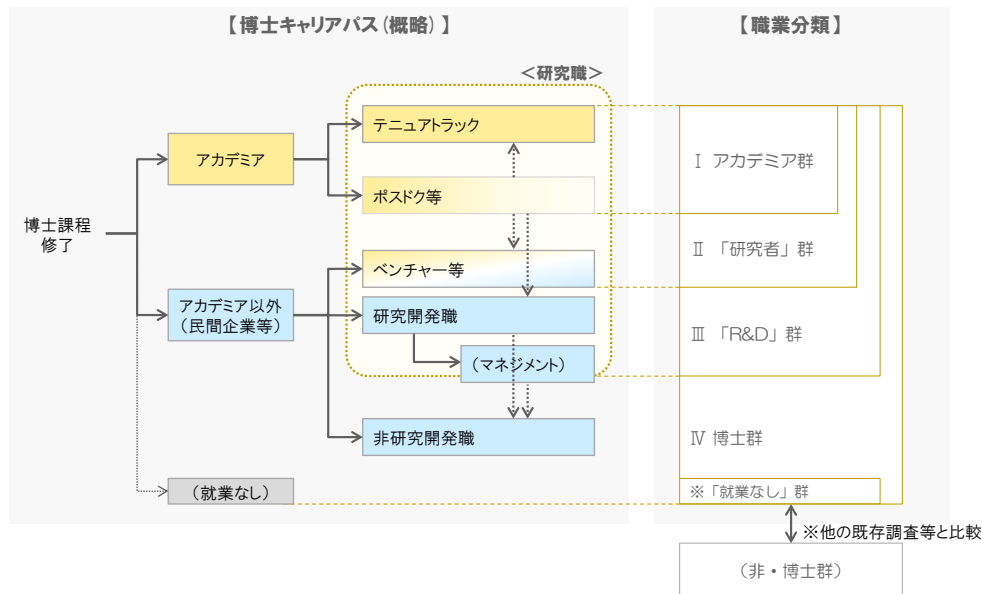 【博士キャリアパス(概略)】
<研究職>
テニュアトラック
アカデミア
ポスドク等
博士課程
修了
ベンチャー等
アカデミア以外
(民間企業等)
研究開発職
(マネジメント)
非研究開発職
(就業なし)
【職業分類】
Ⅰ アカデミア群
Ⅱ 「研究者」群
Ⅲ 「R&D」群
Ⅳ 博士群
※「就業なし」群
※他の既存調査等と比較
(非・博士群)